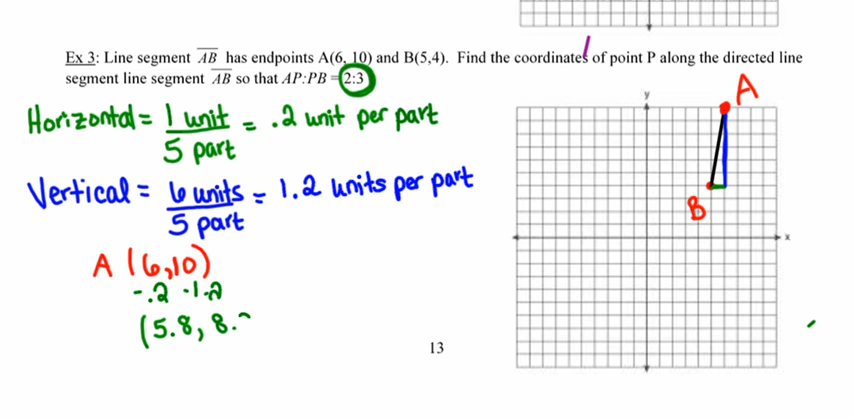 Ex 3: Line segment AB has endpoints A(6, 10) and B(5,4). Find the coordinates of point P along the directed line
segment line segment AB so that AP:PB = 2:3
Horizontal = 1 unit / 5 part = .2 unit per part
Vertical = 6 units / 5 part = 1.2 units per part
A (6,10)
-.2 -1.2
(5.8, 8.
y
A
B
x
13